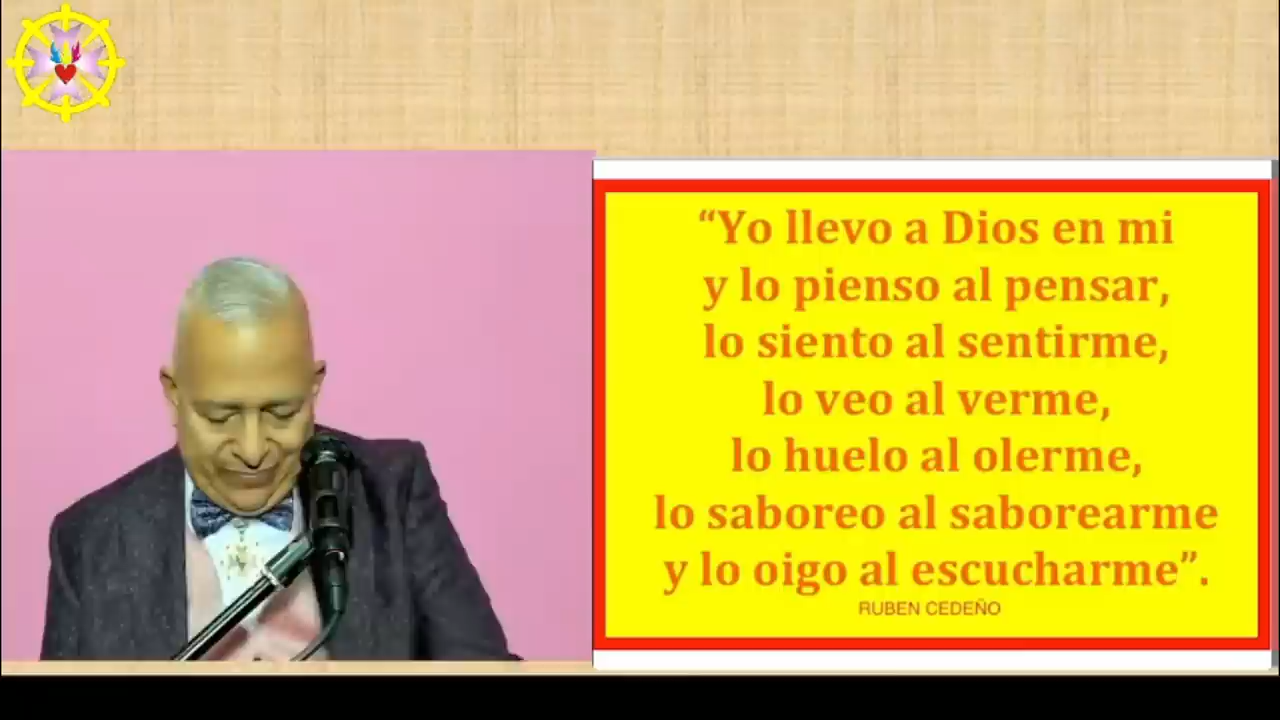 “Yo llevo a Dios en mi
y lo pienso al pensar,
lo siento al sentirme,
lo veo al verme,
lo huelo al olerme,
lo saboreo al saborearme
y lo oigo al escucharme”.
RUBEN CEDEÑO